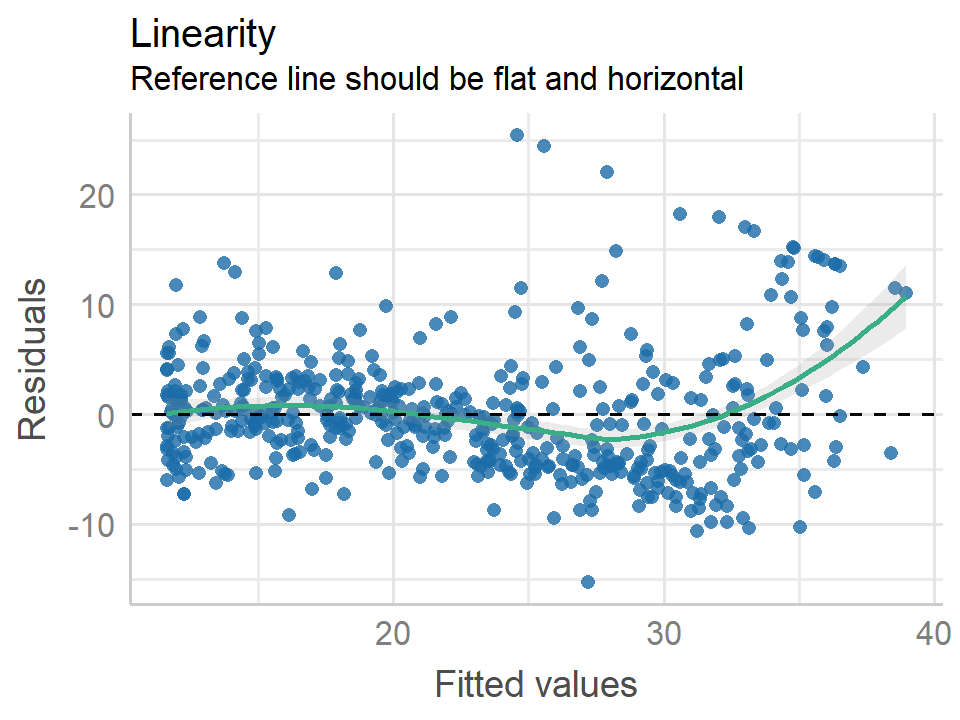 Linearity
Reference line should be flat and horizontal
Residuals
20
10
0
-10
20
30
40
Fitted values